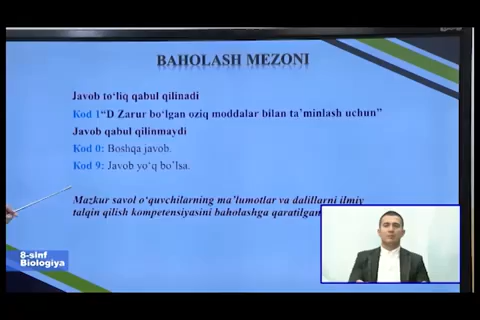 BAHOLASH MEZONI
Javob to‘liq qabul qilinadi
Kod 1“D Zarur bo‘lgan oziq moddalar bilan ta’minlash uchun”
Javob qabul qilinmaydi
Kod 0: Boshqa javob.
Kod 9: Javob yo‘q bo’lsa.
Mazkur savol o‘quvchilarning ma’lumotlar va dalillarni ilmiy
talqin qilish kompetensiyasini baholashga qaratilgan
8-sinf
Biologiya